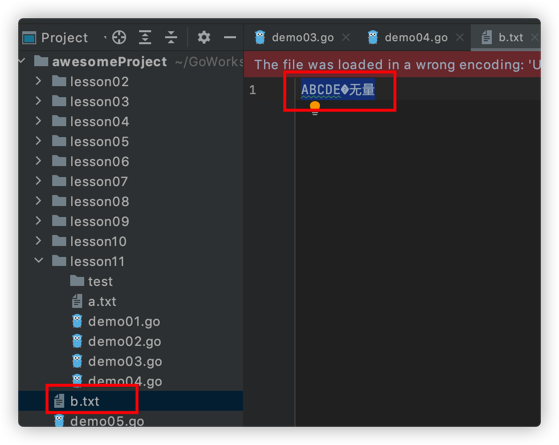 Project
demo03.go
demo04.go
b.txt
awesomeProject ~/GoWorks
The file was loaded in a wrong encoding: 'U
lesson02
1
ABCDE�无量
lesson03
lesson04
lesson05
lesson06
lesson07
lesson08
lesson09
lesson10
lesson11
test
a.txt
demo01.go
demo02.go
demo03.go
demo04.go
b.txt
demo05.go